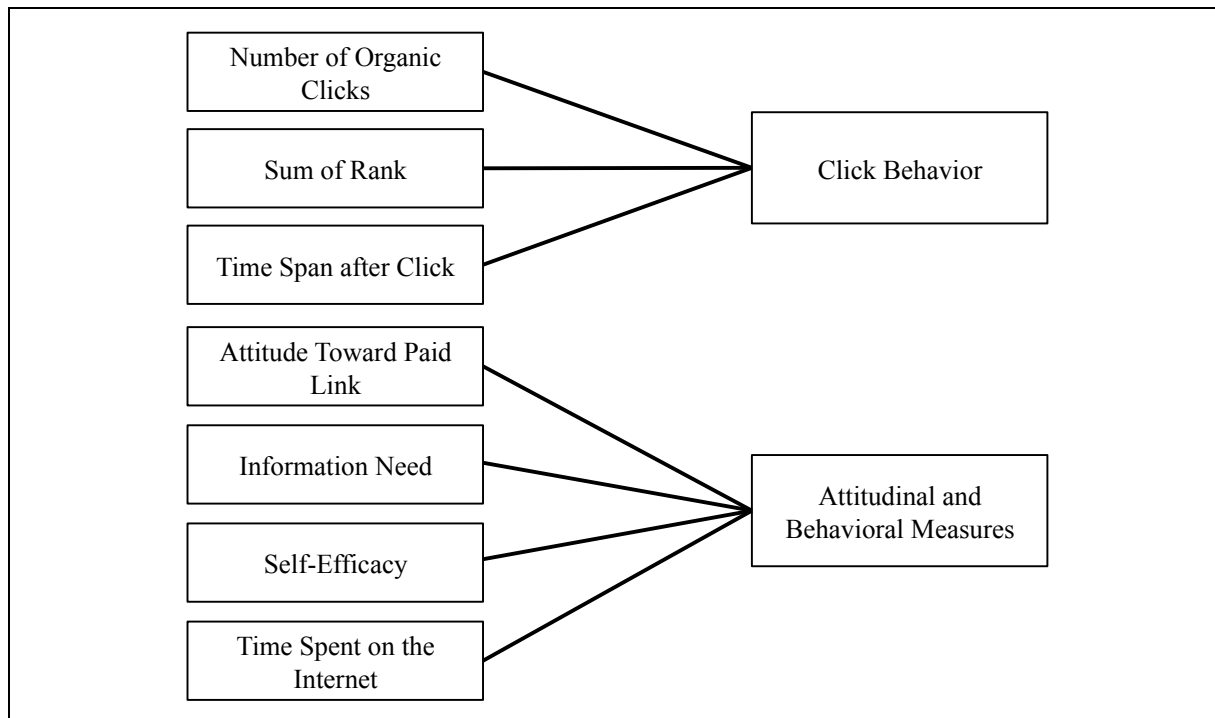 Number of Organic
Clicks
Sum of Rank
Click Behavior
Time Span after Click
Attitude Toward Paid
Link
Information Need
Attitudinal and
Behavioral Measures
Self-Efficacy
Time Spent on the
Internet